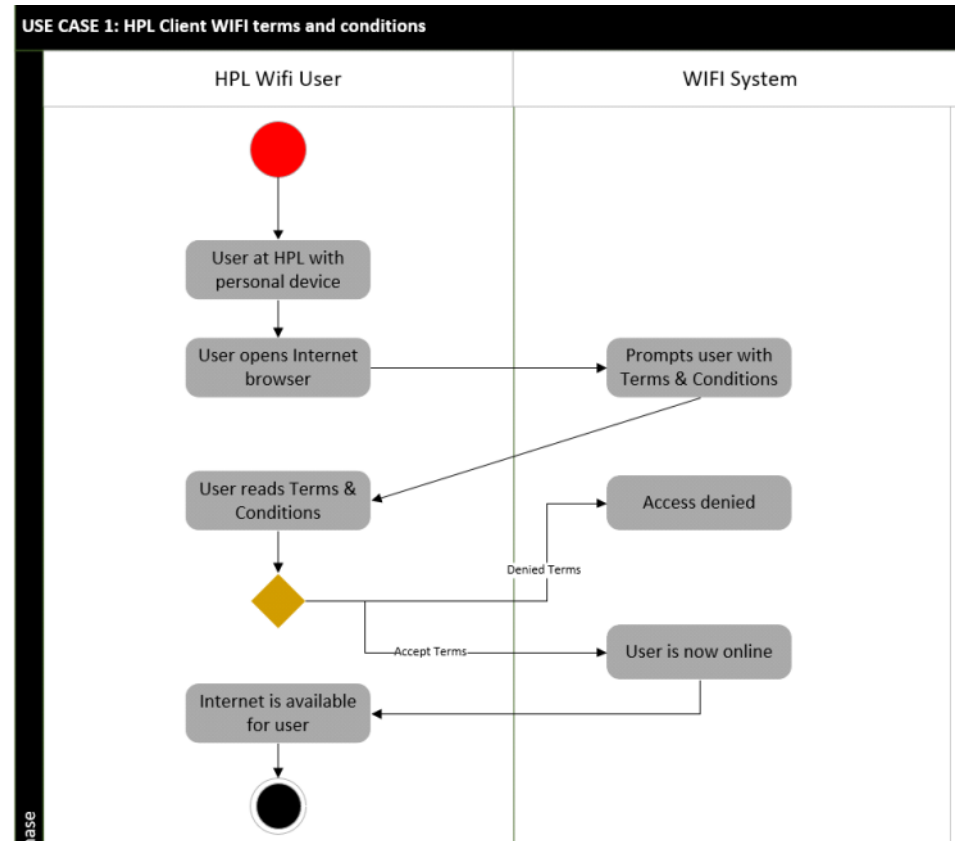 USE CASE 1: HPL Client WIFI terms and conditions
HPL Wifi User
WIFI System
User at HPL with
personal device
User opens Internet
browser
Prompts user with
Terms & Conditions
User reads Terms &
Conditions
Access denied
Denied Terms
Accept Terms
User is now online
Internet is available
for user